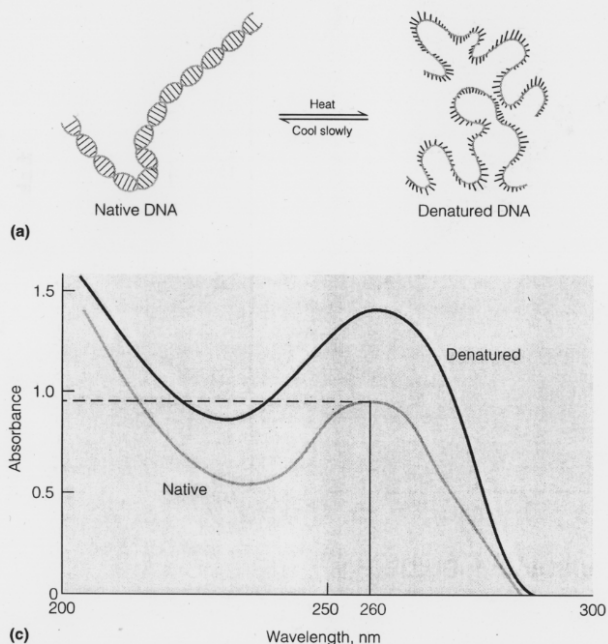 Heat
Cool slowly
Native DNA
Denatured DNA
(a)
1.5
Denatured
1.0
Absorbance
0.5
Native
0
200
250
260
300
(c)
Wavelength, nm